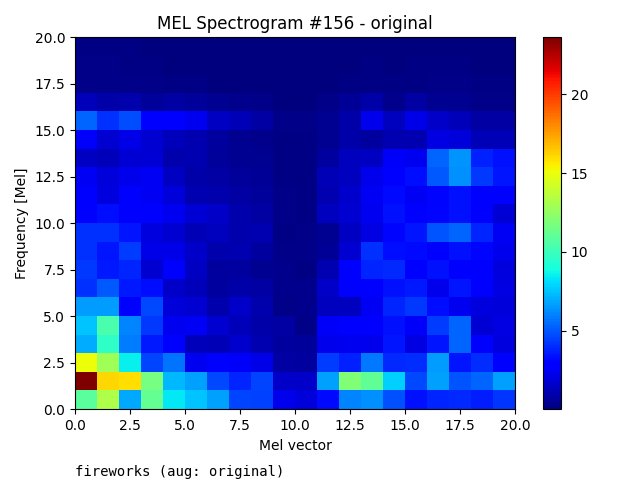 MEL Spectrogram #156 - original
20.0
17.5
15.0
12.5
10.0
7.5
5.0
2.5
0.0
Frequency [Mel]
0.0 2.5 5.0 7.5 10.0 12.5 15.0 17.5 20.0
Mel vector
20
15
10
5
fireworks (aug: original)